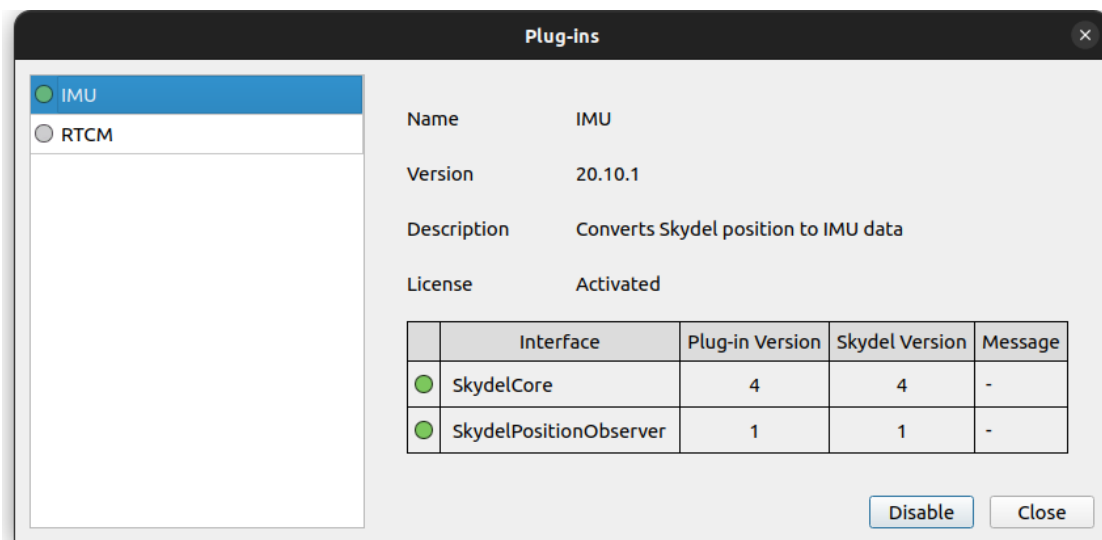 Plug-ins
IMU
RTCM
Name IMU
Version 20.10.1
Description Converts Skydel position to IMU data
License Activated
Interface Plug-in Version Skydel Version Message
SkydelCore 4 4 -
SkydelPositionObserver 1 1 -
Disable Close